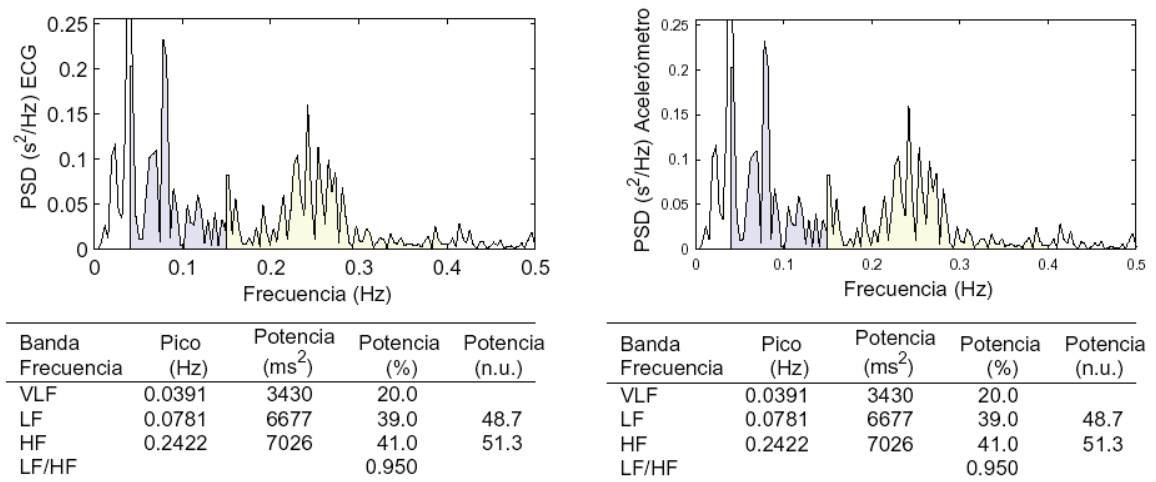 PSD (s²/Hz) ECG
0.25
0.2
0.15
0.1
0.05
0
0 0.1 0.2 0.3 0.4 0.5
Frecuencia (Hz)
Banda Frecuencia Pico (Hz) Potencia (ms²) Potencia (%) Potencia (n.u.)
VLF 0.0391 3430 20.0
LF 0.0781 6677 39.0 48.7
HF 0.2422 7026 41.0 51.3
LF/HF 0.950
PSD (s²/Hz) Acelerómetro
0.25
0.2
0.15
0.1
0.05
0
0 0.1 0.2 0.3 0.4 0.5
Frecuencia (Hz)
Banda Frecuencia Pico (Hz) Potencia (ms²) Potencia (%) Potencia (n.u.)
VLF 0.0391 3430 20.0
LF 0.0781 6677 39.0 48.7
HF 0.2422 7026 41.0 51.3
LF/HF 0.950